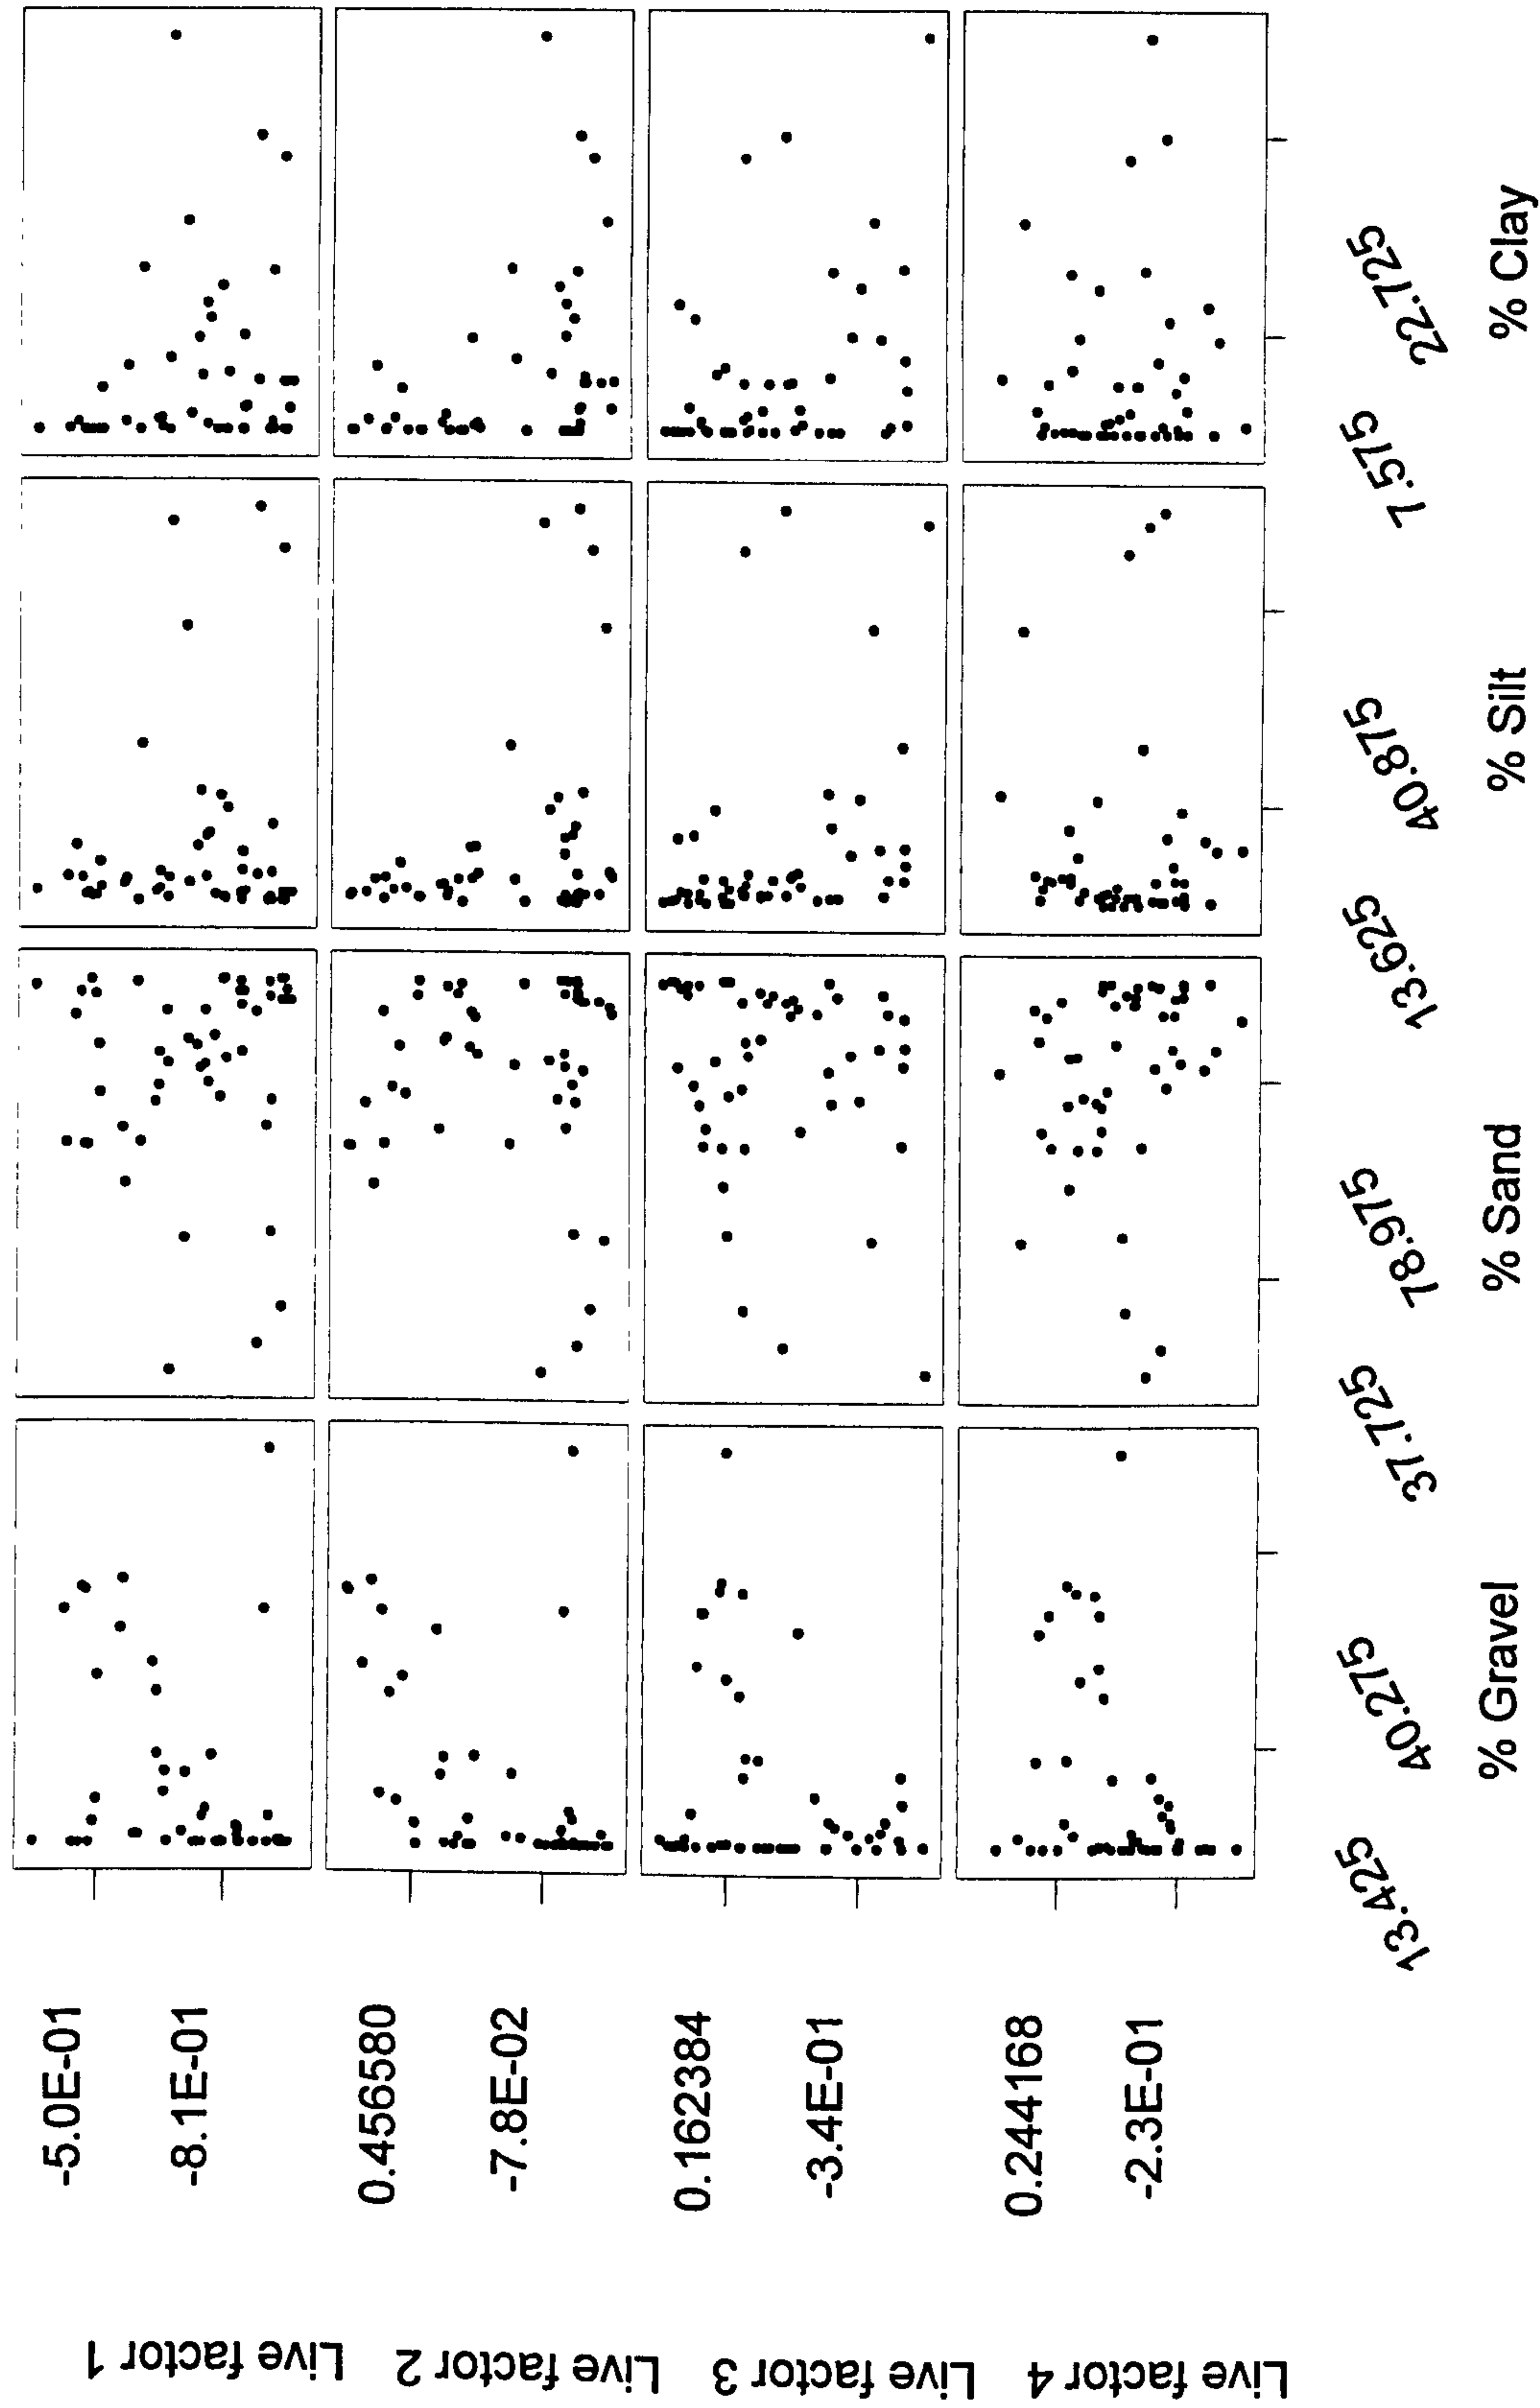 Live factor 1
-5.0E-01
-8.1E-01
Live factor 2
0.456580
-7.8E-02
Live factor 3
0.162384
-3.4E-01
Live factor 4
0.244168
-2.3E-01
13.425
40.275
37.725
78.975
13.625
40.875
7.575
22.725
% Gravel
% Sand
% Silt
% Clay